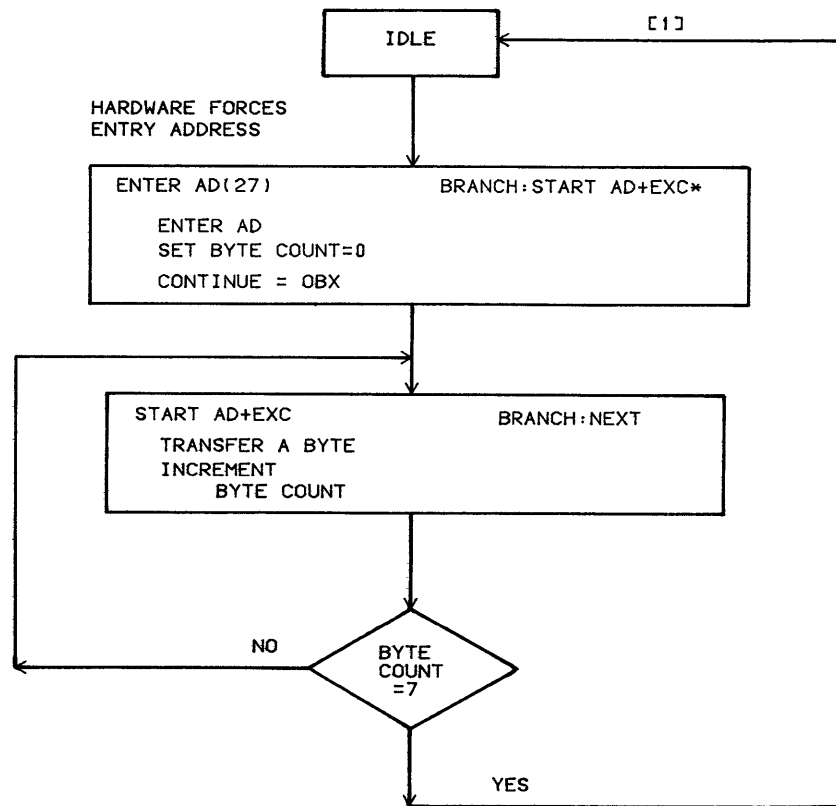 IDLE
[1]
HARDWARE FORCES
ENTRY ADDRESS
ENTER AD(27)
BRANCH:START AD+EXC*
ENTER AD
SET BYTE COUNT=0
CONTINUE = OBX
START AD+EXC
BRANCH:NEXT
TRANSFER A BYTE
INCREMENT
BYTE COUNT
NO
BYTE
COUNT
=7
YES